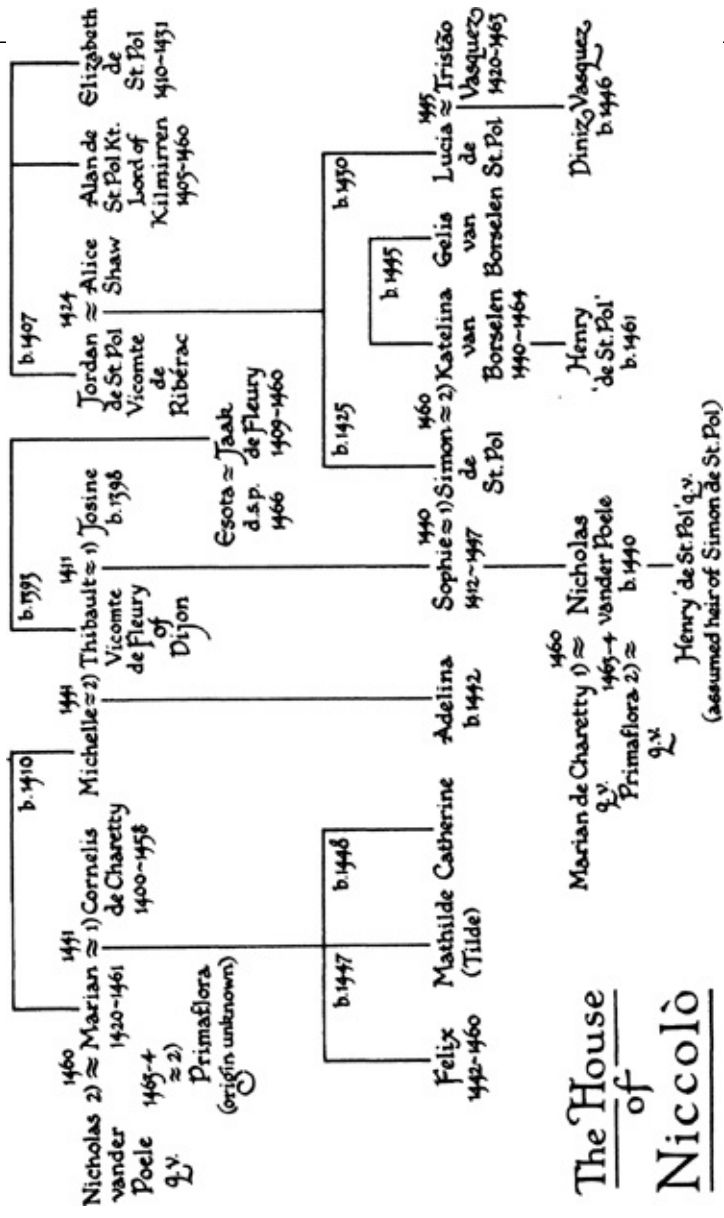 b.1410
b.1393
b.1407
1460
Nicholas 2) ≈ Marian ≈ 1) Cornelis
vander
Poele
q.v.
1420-1461
1441
de Charetty
1400-1458
1463-4
≈ 2)
Primaflora
(origin unknown)
1441
Michelle ≈ 2) Thibault ≈ 1) Josine
Vicomte
de Fleury
of
Dijon
1411
b.1398
Esota ≈ Jaak
d.s.p.
1466
de Fleury
1409-1460
1424
Jordan ≈ Alice
de St.Pol
Vicomte
de
Ribérac
Shaw
Alan de
St.Pol Kt.
Lord of
Kilmirren
1405-1460
Elizabeth
de
St.Pol
1410-1431
b.1447
b.1448
b.1425
b.1430
b.1445
Felix
1442-1460
Mathilde
(Tilde)
Catherine
Adelina
b.1442
1440
1460
Sophie ≈ 1) Simon ≈ 2) Katelina
1412-1447
de
St.Pol
van
Borselen
1440-1464
Gelis
van
Borselen
1445
Lucia ≈ Tristão
de
St.Pol
Vasquez
1420-1463
1460
Marian de Charetty 1) ≈ Nicholas
q.v.
vander Poele
b.1440
1463-4
Primaflora 2) ≈
q.v.
Henry
'de St.Pol'
b.1461
Diniz Vasquez
b.1446
Henry 'de St.Pol' q.v.
(assumed heir of Simon de St.Pol)
The House
of
Niccolò